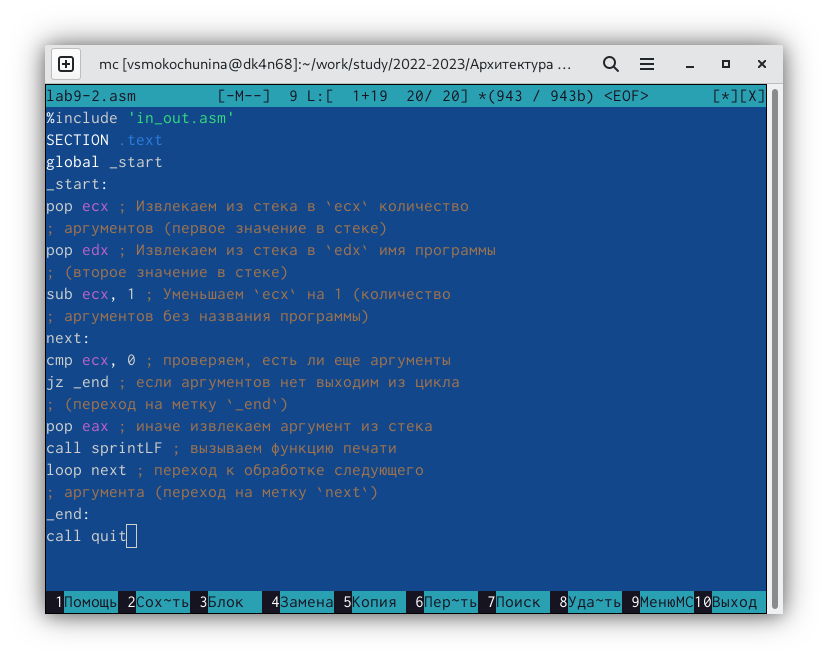 mc [vsmokochunina@dk4n68]:~/work/study/2022-2023/Архитектура ...
lab9-2.asm [-M--] 9 L:[ 1+19 20/ 20] *(943 / 943b) <EOF> [*][X]
%include 'in_out.asm'
SECTION .text
global _start
_start:
pop ecx ; Извлекаем из стека в `ecx` количество
; аргументов (первое значение в стеке)
pop edx ; Извлекаем из стека в `edx` имя программы
; (второе значение в стеке)
sub ecx, 1 ; Уменьшаем `ecx` на 1 (количество
; аргументов без названия программы)
next:
cmp ecx, 0 ; проверяем, есть ли еще аргументы
jz _end ; если аргументов нет выходим из цикла
; (переход на метку `_end`)
pop eax ; иначе извлекаем аргумент из стека
call sprintLF ; вызываем функцию печати
loop next ; переход к обработке следующего
; аргумента (переход на метку `next`)
_end:
call quit
1Помощь 2Сох~ть 3Блок 4Замена 5Копия 6Пер~ть 7Поиск 8Уда~ть 9МенюMC 10Выход